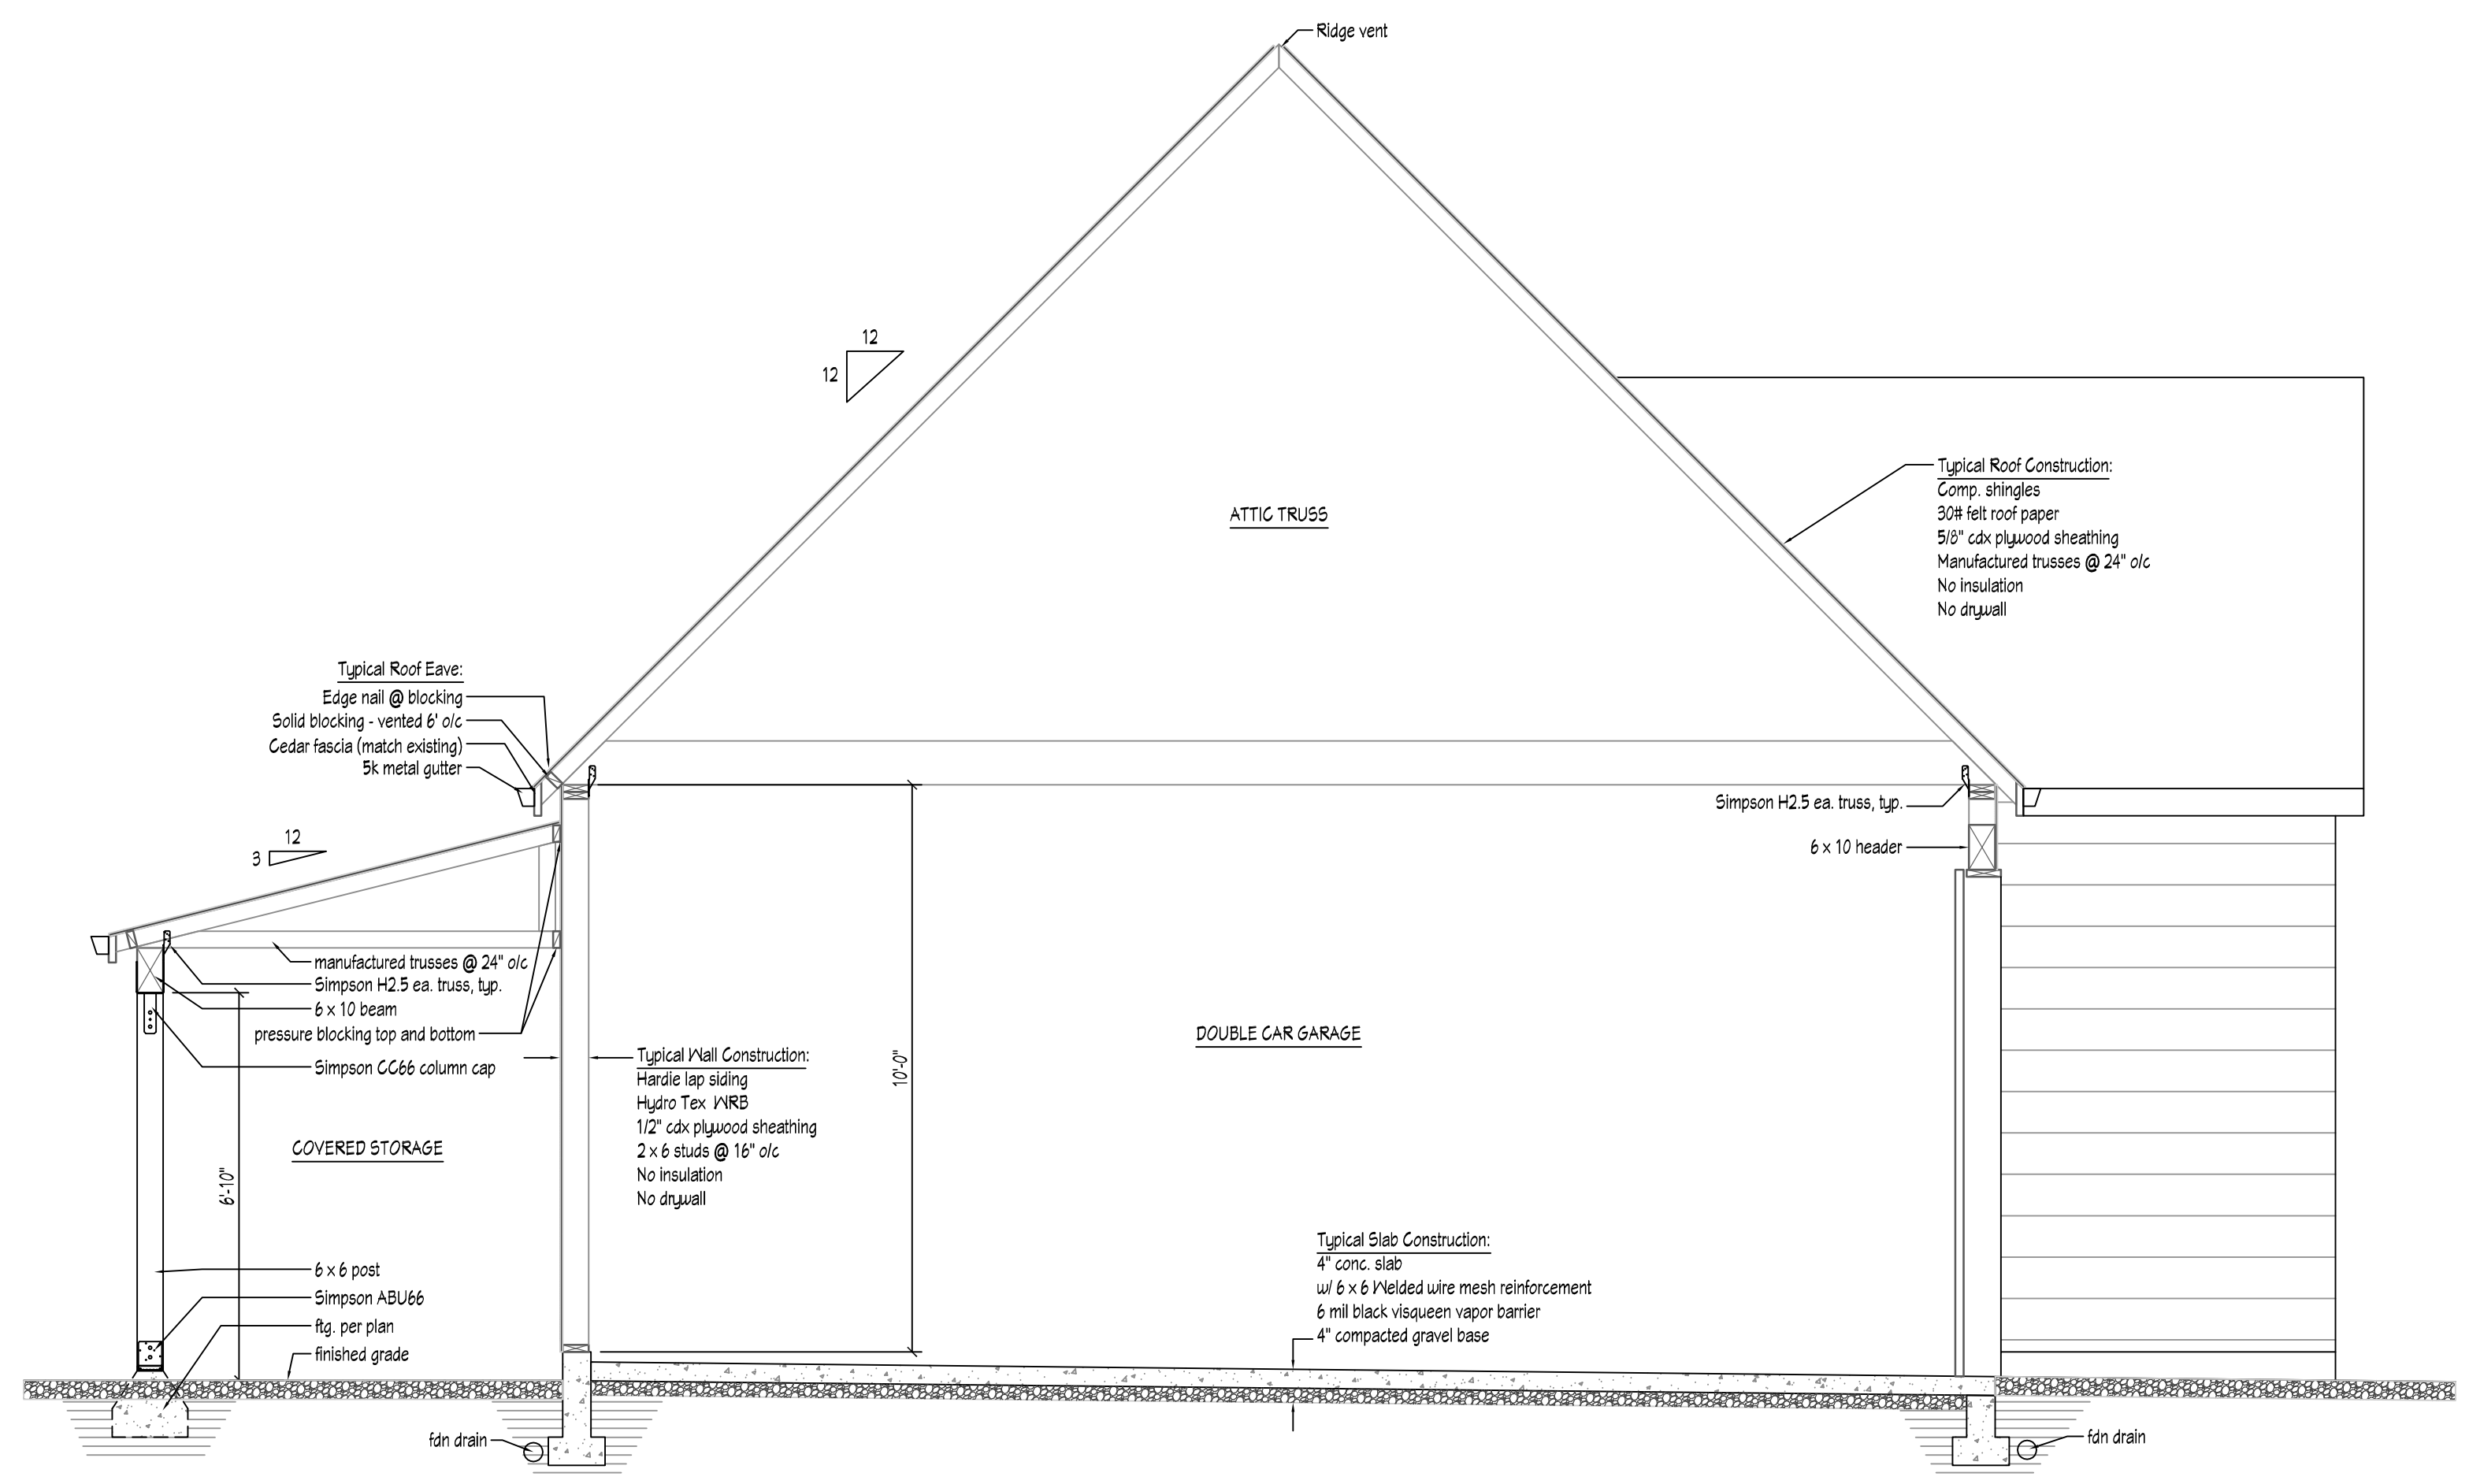 Ridge vent
12
12
Typical Roof Construction:
Comp. shingles
30# felt roof paper
5/8" cdx plywood sheathing
Manufactured trusses @ 24" o/c
No insulation
No drywall
ATTIC TRUSS
Typical Roof Eave:
Edge nail @ blocking
Solid blocking - vented 6' o/c
Cedar fascia (match existing)
5k metal gutter
Simpson H2.5 ea. truss, typ.
6 x 10 header
12
3
manufactured trusses @ 24" o/c
Simpson H2.5 ea. truss, typ.
6 x 10 beam
pressure blocking top and bottom
Simpson CC66 column cap
COVERED STORAGE
6'-10"
6 x 6 post
Simpson ABU66
ftg. per plan
finished grade
Typical Wall Construction:
Hardie lap siding
Hydro Tex WRB
1/2" cdx plywood sheathing
2 x 6 studs @ 16" o/c
No insulation
No drywall
10'-0"
DOUBLE CAR GARAGE
Typical Slab Construction:
4" conc. slab
w/ 6 x 6 Welded wire mesh reinforcement
6 mil black visqueen vapor barrier
4" compacted gravel base
fdn drain
fdn drain